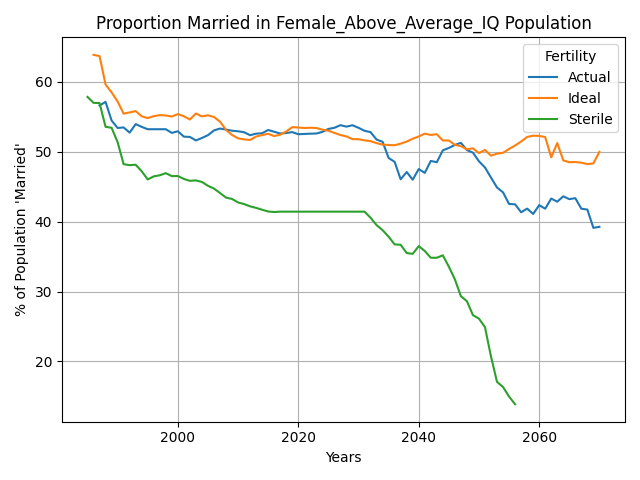 Proportion Married in Female_Above_Average_IQ Population
% of Population 'Married'
60
50
40
30
20
Fertility
Actual
Ideal
Sterile
2000
2020
2040
2060
Years